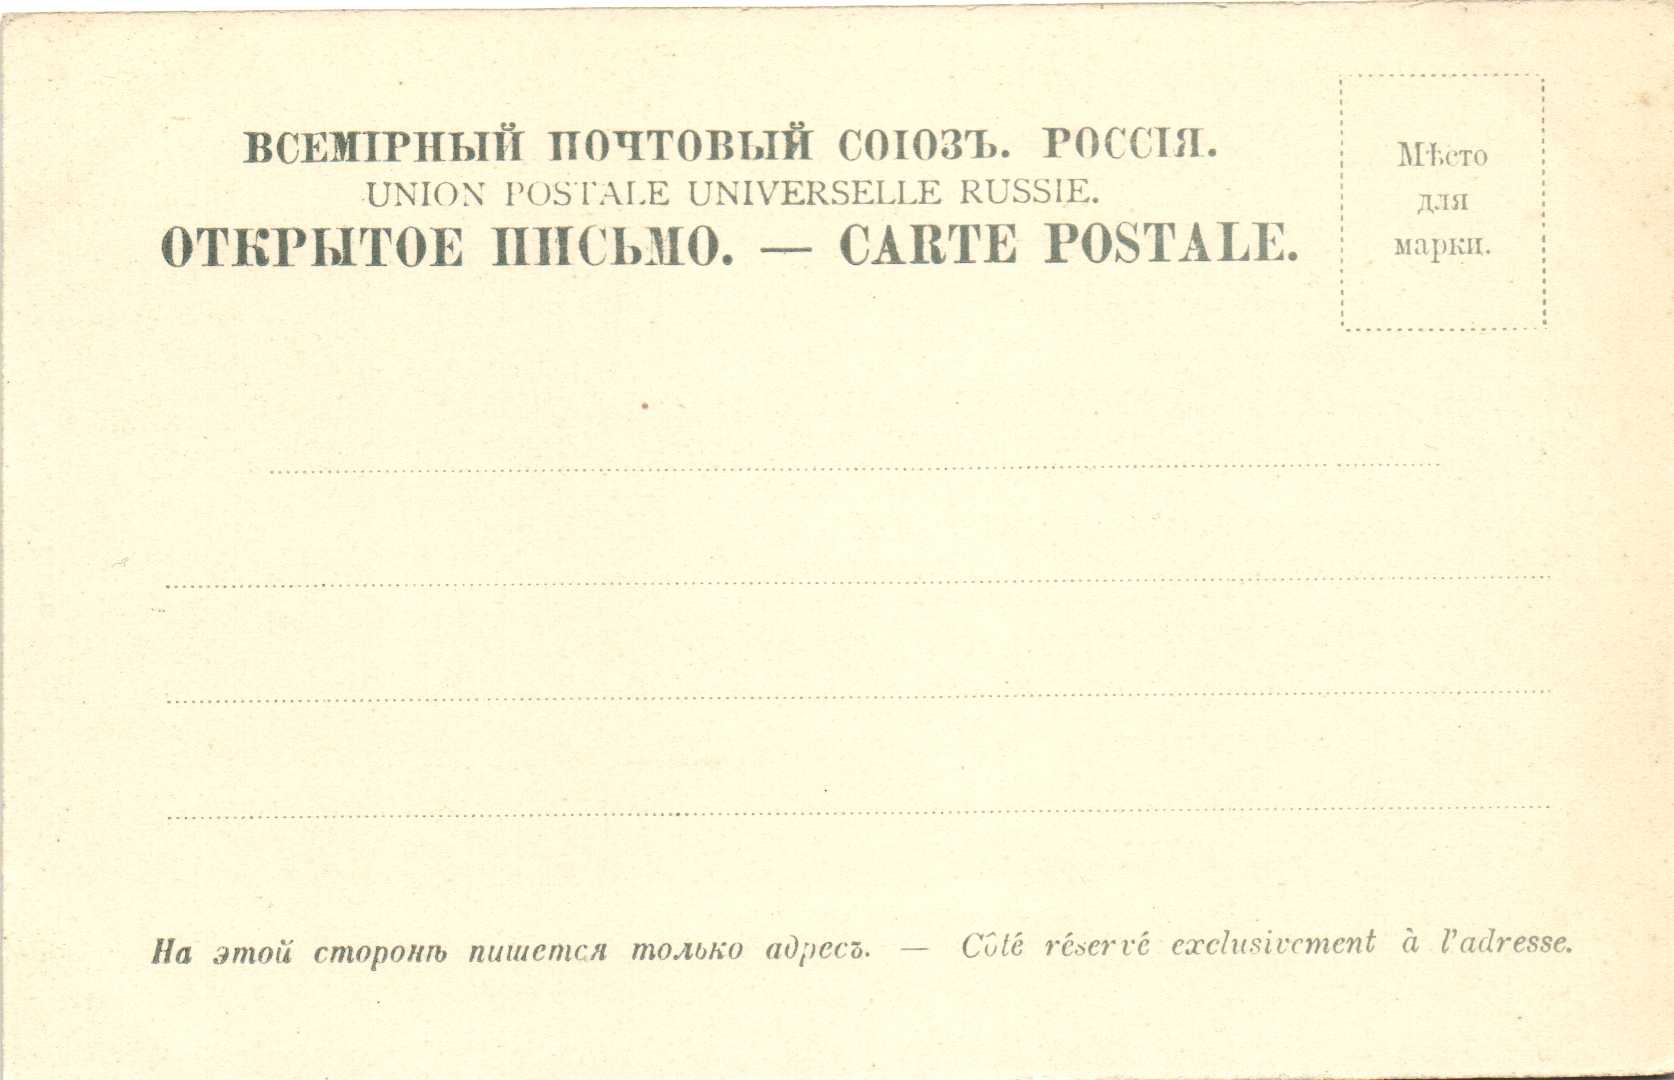 ВСЕМІРНЫЙ ПОЧТОВЫЙ СОЮЗЪ. РОССІЯ.
UNION POSTALE UNIVERSELLE RUSSIE.
ОТКРЫТОЕ ПИСЬМО. — CARTE POSTALE.
Мѣсто
для
марки.
На этой сторонѣ пишется только адресъ. — Côté réservé exclusivement à l'adresse.